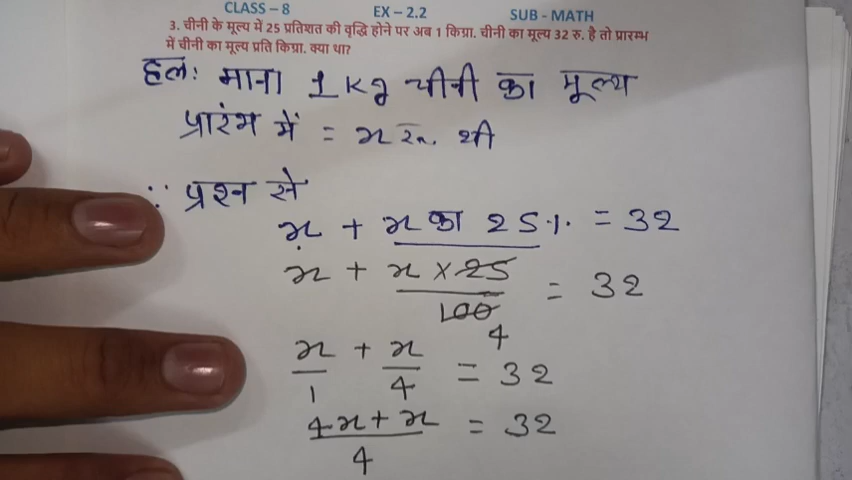 CLASS – 8 EX – 2.2 SUB - MATH
3. चीनी के मूल्य में 25 प्रतिशत की वृद्धि होने पर अब 1 किग्रा. चीनी का मूल्य 32 रु. है तो प्रारम्भ
में चीनी का मूल्य प्रति किग्रा. क्या था?
हल: माना 1 Kg चीनी का मूल्य
प्रारंभ में = x रू. थी
∵ प्रश्न से
x + x का 25% = 32
x + x × 25 / 100 = 32
4
x/1 + x/4 = 32
4x + x / 4 = 32